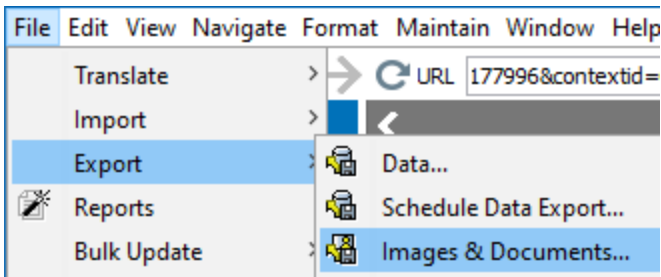 File Edit View Navigate Format Maintain Window Help
Translate
URL 177996&contextid=
Import
Export
Data...
Reports
Schedule Data Export...
Bulk Update
Images & Documents...